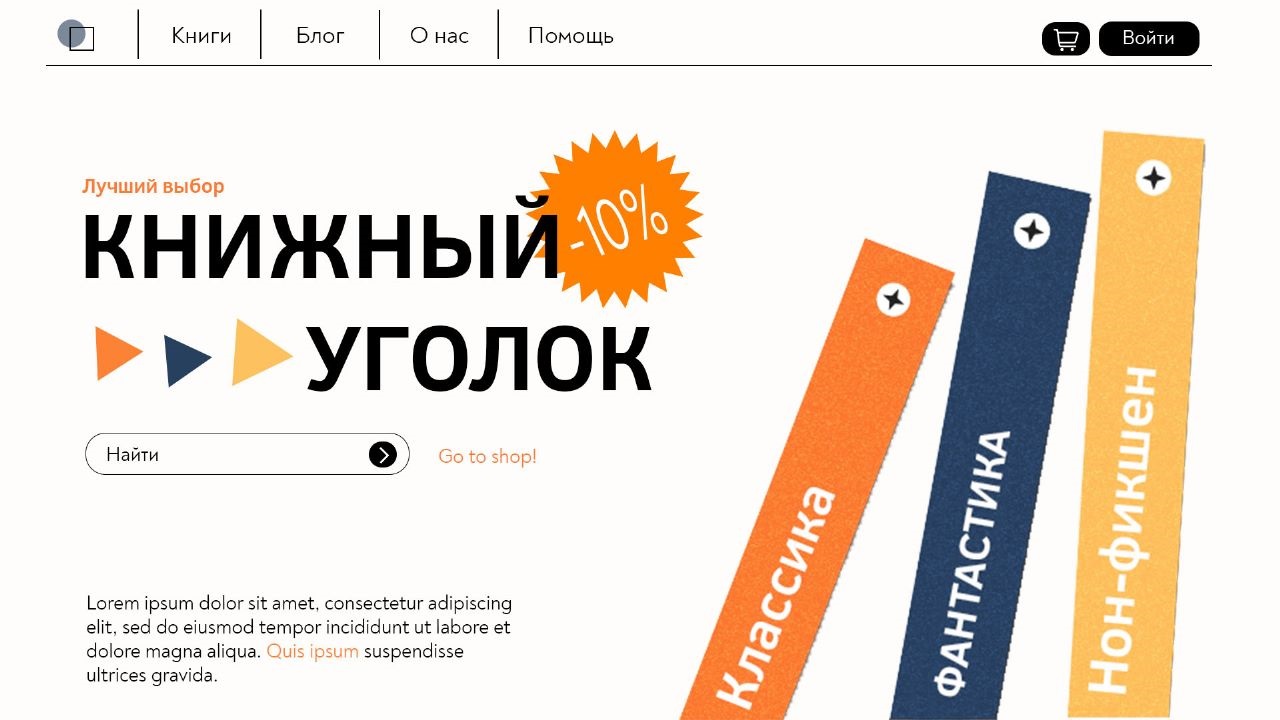 Книги
Блог
О нас
Помощь
Войти
Лучший выбор
КНИЖНЫЙ
-10%
УГОЛОК
Найти
Go to shop!
Lorem ipsum dolor sit amet, consectetur adipiscing
elit, sed do eiusmod tempor incididunt ut labore et
dolore magna aliqua. Quis ipsum suspendisse
ultrices gravida.
Классика
ФАНТАСТИКА
Нон-фикшен